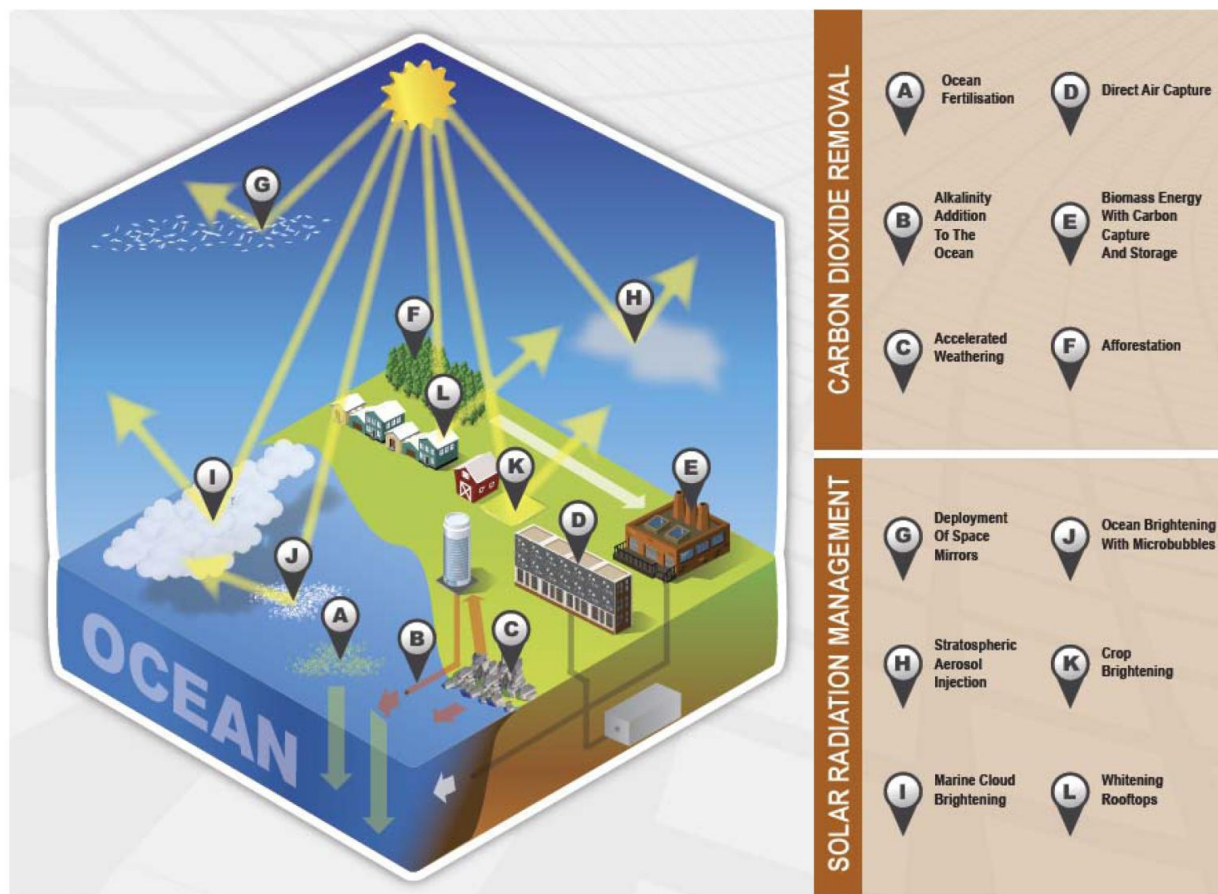 G
H
F
L
I
K
E
D
J
A
B
C
OCEAN
CARBON DIOXIDE REMOVAL
A
Ocean
Fertilisation
D
Direct Air Capture
B
Alkalinity
Addition
To The
Ocean
E
Biomass Energy
With Carbon
Capture
And Storage
C
Accelerated
Weathering
F
Afforestation
SOLAR RADIATION MANAGEMENT
G
Deployment
Of Space
Mirrors
J
Ocean Brightening
With Microbubbles
H
Stratospheric
Aerosol
Injection
K
Crop
Brightening
I
Marine Cloud
Brightening
L
Whitening
Rooftops